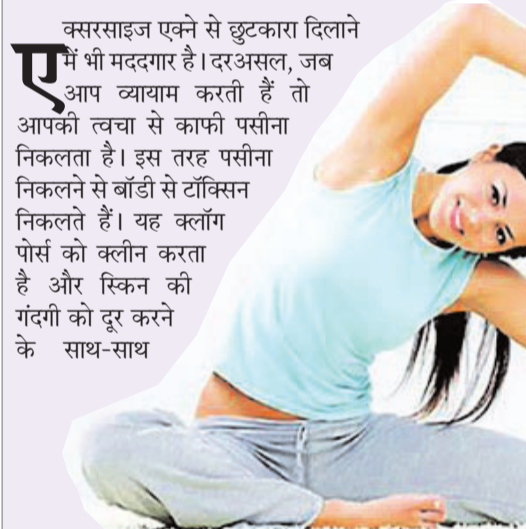 एक्सरसाइज एक्ने से छुटकारा दिलाने
में भी मददगार है। दरअसल, जब
आप व्यायाम करती हैं तो
आपकी त्वचा से काफी पसीना
निकलता है। इस तरह पसीना
निकलने से बॉडी से टॉक्सिन
निकलते हैं। यह क्लॉग
पोर्स को क्लीन करता
है और स्किन की
गंदगी को दूर करने
के साथ-साथ